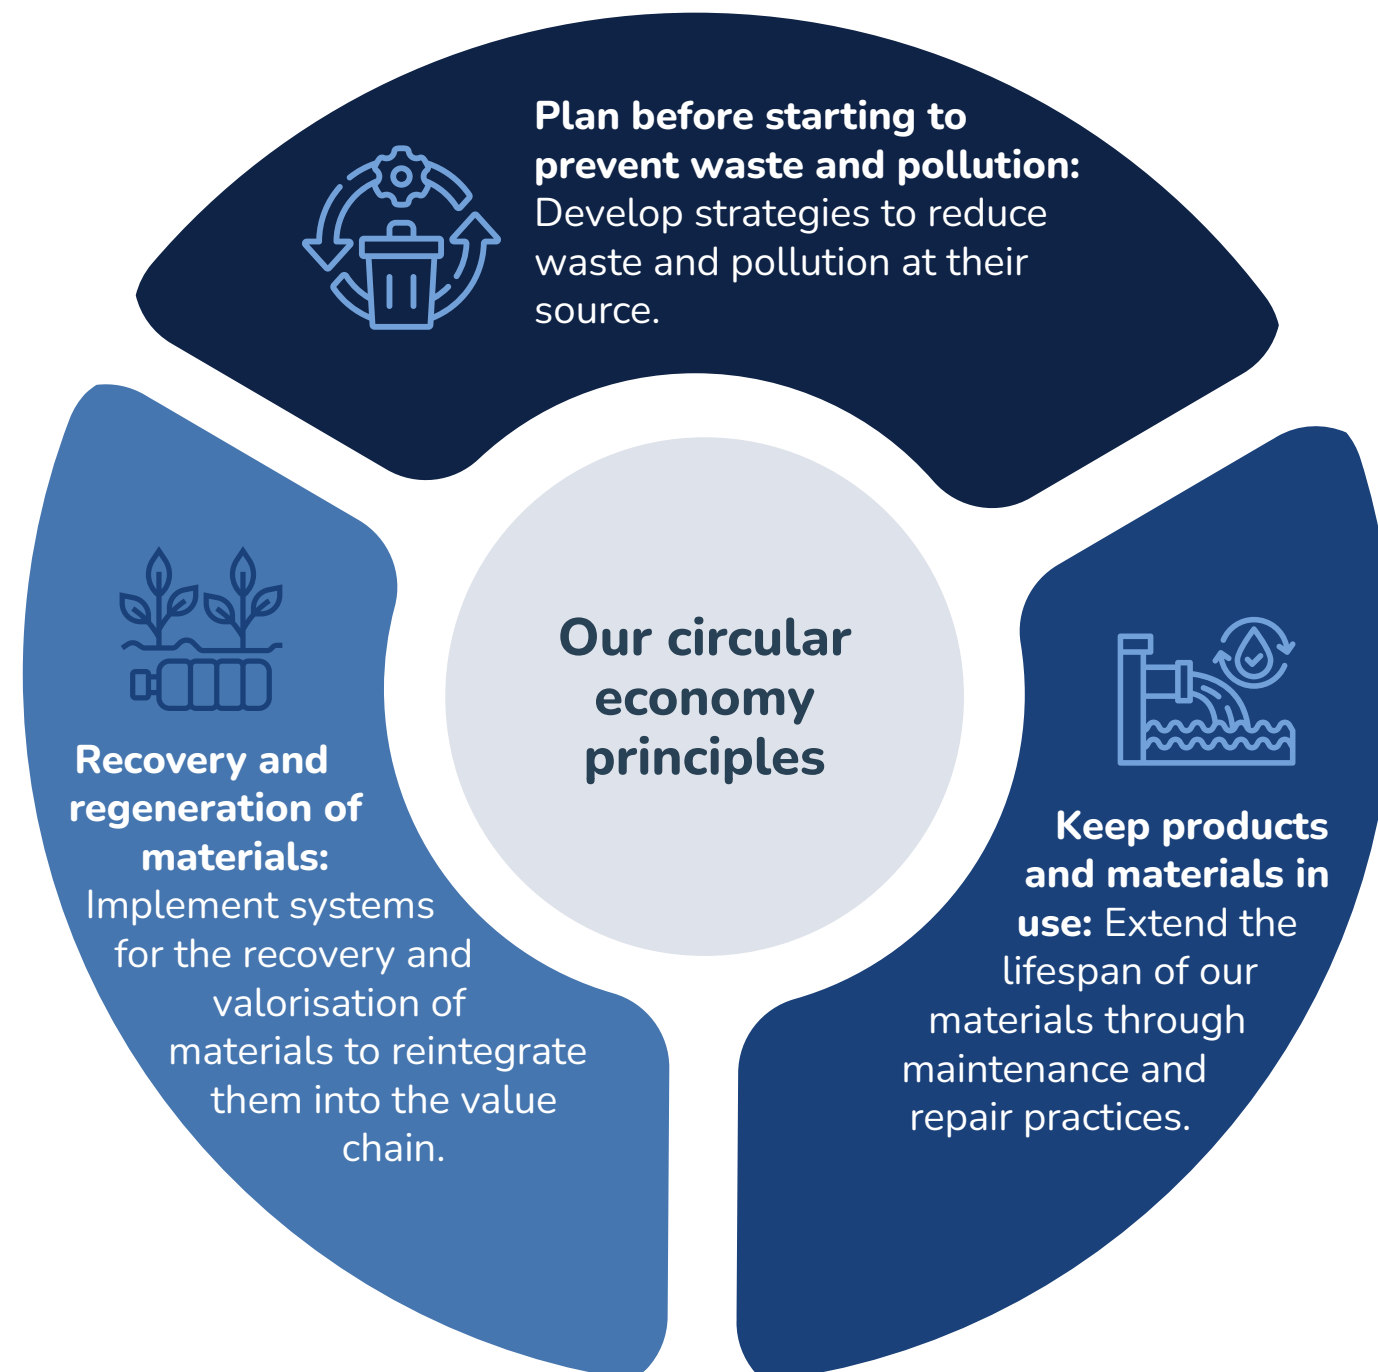 Plan before starting to
prevent waste and pollution:
Develop strategies to reduce
waste and pollution at their
source.
Our circular
economy
principles
Keep products
and materials in
use: Extend the
lifespan of our
materials through
maintenance and
repair practices.
Recovery and
regeneration of
materials:
Implement systems
for the recovery and
valorisation of
materials to reintegrate
them into the value
chain.